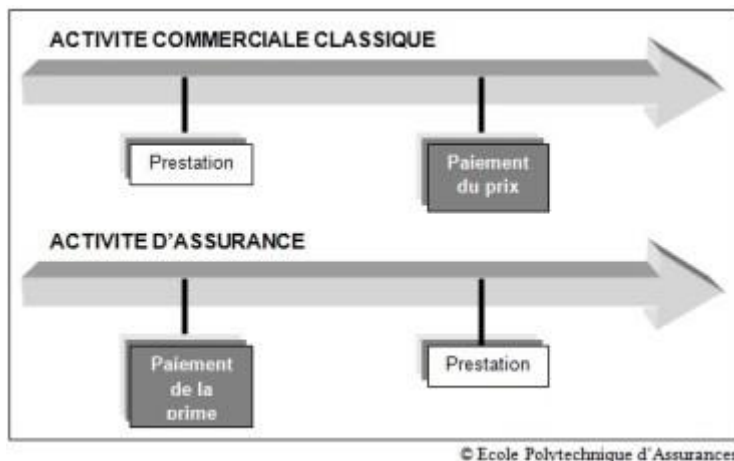 ACTIVITE COMMERCIALE CLASSIQUE
Prestation
Paiement
du prix
ACTIVITE D'ASSURANCE
Paiement
de la
prime
Prestation
© Ecole Polytechnique d'Assurances